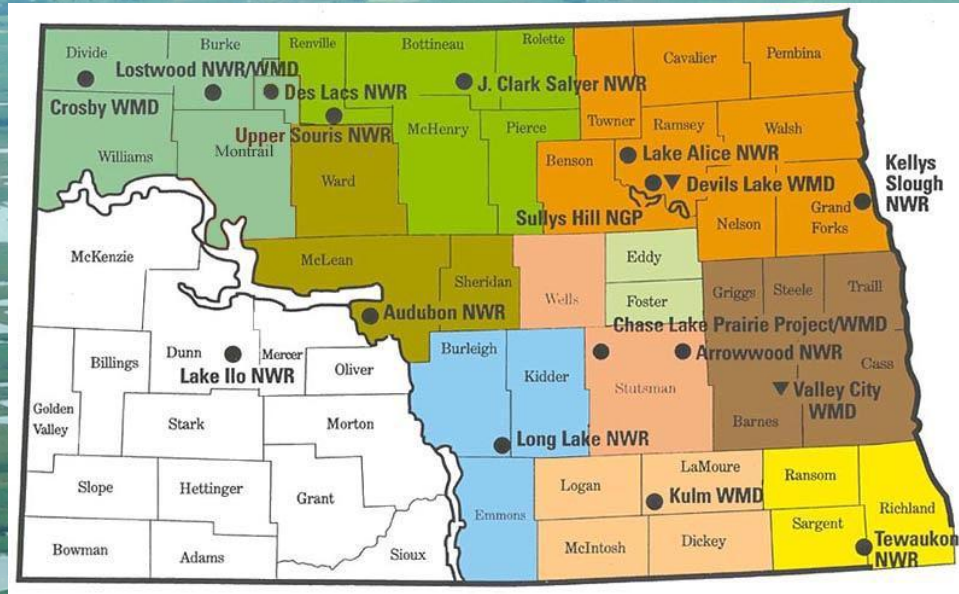 Divide
Burke
Renville
Bottineau
Rolette
Cavalier
Pembina
Lostwood NWR/WMD
Des Lacs NWR
J. Clark Salyer NWR
Crosby WMD
Upper Souris NWR
McHenry
Pierce
Towner
Ramsey
Walsh
Williams
Montrail
Ward
Benson
Lake Alice NWR
Devils Lake WMD
Kellys
Slough
NWR
Sullys Hill NGP
Nelson
Grand
Forks
McKenzie
McLean
Sheridan
Wells
Eddy
Foster
Griggs
Steele
Traill
Audubon NWR
Chase Lake Prairie Project/WMD
Billings
Dunn
Mercer
Oliver
Burleigh
Kidder
Arrowwood NWR
Lake Ilo NWR
Stutsman
Cass
Valley City
WMD
Golden
Valley
Stark
Morton
Barnes
Long Lake NWR
Slope
Hettinger
Grant
Emmons
Logan
LaMoure
Kulm WMD
Ransom
Richland
Sargent
Bowman
Adams
Sioux
McIntosh
Dickey
Tewaukon
NWR